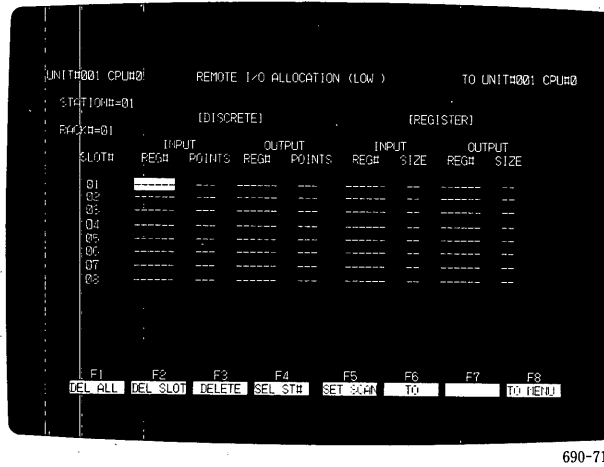 UNIT#001 CPU#0 REMOTE I/O ALLOCATION (LOW ) TO UNIT#001 CPU#0
STATION#=01
[DISCRETE] [REGISTER]
RACK#=01
INPUT OUTPUT INPUT OUTPUT
SLOT# REG# POINTS REG# POINTS REG# SIZE REG# SIZE
01 ------ --- ------ --- ------ -- ------ --
02 ------ --- ------ --- ------ -- ------ --
03 ------ --- ------ --- ------ -- ------ --
04 ------ --- ------ --- ------ -- ------ --
05 ------ --- ------ --- ------ -- ------ --
06 ------ --- ------ --- ------ -- ------ --
07 ------ --- ------ --- ------ -- ------ --
08 ------ --- ------ --- ------ -- ------ --
F1 F2 F3 F4 F5 F6 F7 F8
DEL ALL DEL SLOT DELETE SEL ST# SET SCAN TO TO MENU
690-71